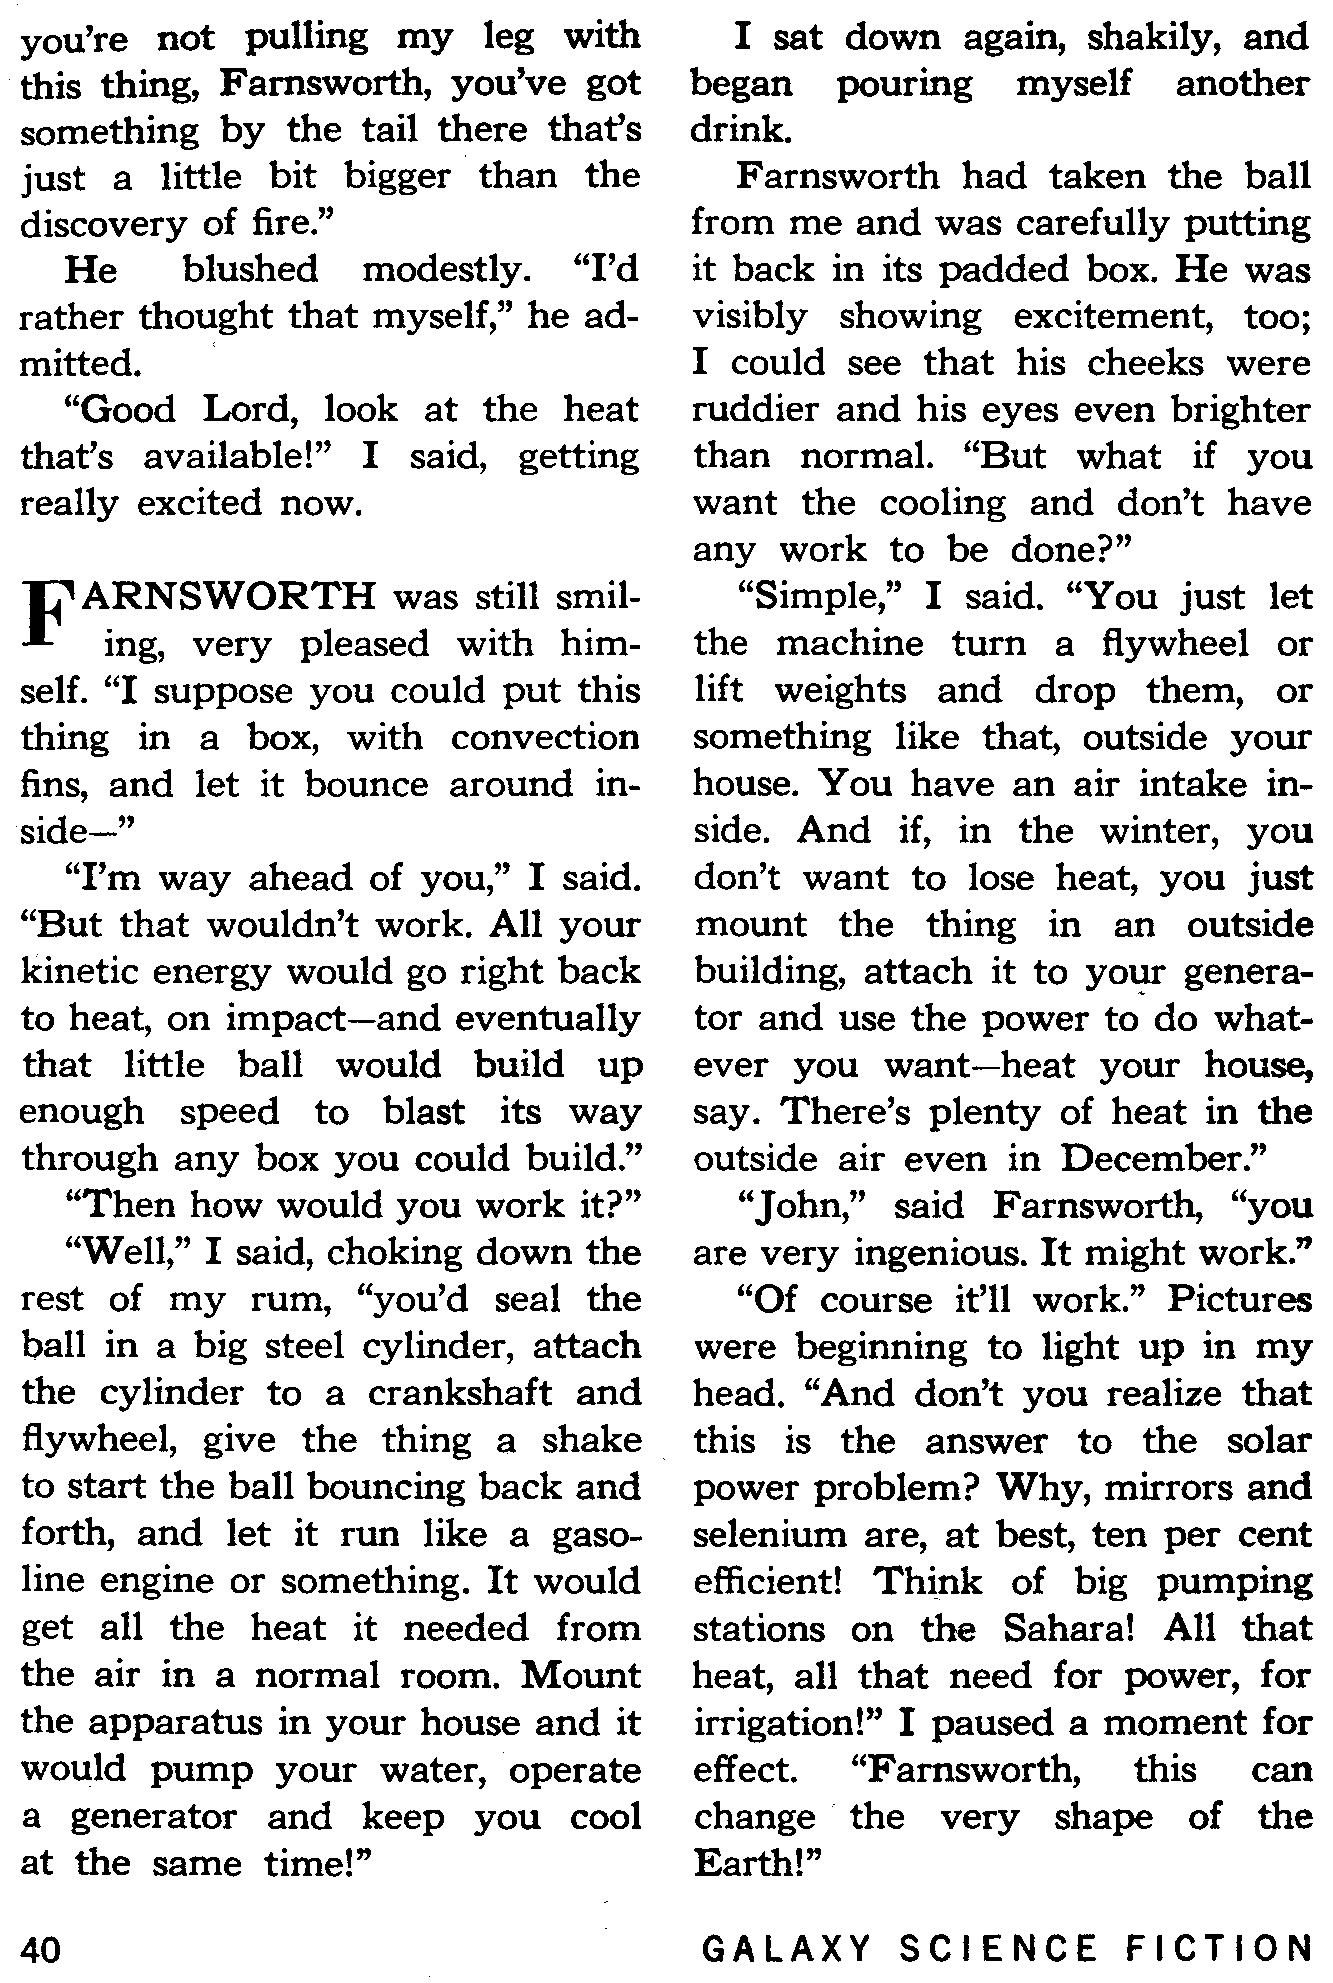 you're not pulling my leg with
this thing, Farnsworth, you've got
something by the tail there that's
just a little bit bigger than the
discovery of fire.”
He blushed modestly. “I'd
rather thought that myself,” he ad-
mitted.
“Good Lord, look at the heat
that's available!” I said, getting
really excited now.
FARNSWORTH was still smil-
ing, very pleased with him-
self. “I suppose you could put this
thing in a box, with convection
fins, and let it bounce around in-
side—”
“I'm way ahead of you,” I said.
“But that wouldn't work. All your
kinetic energy would go right back
to heat, on impact—and eventually
that little ball would build up
enough speed to blast its way
through any box you could build.”
“Then how would you work it?”
“Well,” I said, choking down the
rest of my rum, “you'd seal the
ball in a big steel cylinder, attach
the cylinder to a crankshaft and
flywheel, give the thing a shake
to start the ball bouncing back and
forth, and let it run like a gaso-
line engine or something. It would
get all the heat it needed from
the air in a normal room. Mount
the apparatus in your house and it
would pump your water, operate
a generator and keep you cool
at the same time!”
I sat down again, shakily, and
began pouring myself another
drink.
Farnsworth had taken the ball
from me and was carefully putting
it back in its padded box. He was
visibly showing excitement, too;
I could see that his cheeks were
ruddier and his eyes even brighter
than normal. “But what if you
want the cooling and don't have
any work to be done?”
“Simple,” I said. “You just let
the machine turn a flywheel or
lift weights and drop them, or
something like that, outside your
house. You have an air intake in-
side. And if, in the winter, you
don't want to lose heat, you just
mount the thing in an outside
building, attach it to your genera-
tor and use the power to do what-
ever you want—heat your house,
say. There's plenty of heat in the
outside air even in December.”
“John,” said Farnsworth, “you
are very ingenious. It might work.”
“Of course it'll work.” Pictures
were beginning to light up in my
head. “And don't you realize that
this is the answer to the solar
power problem? Why, mirrors and
selenium are, at best, ten per cent
efficient! Think of big pumping
stations on the Sahara! All that
heat, all that need for power, for
irrigation!” I paused a moment for
effect. “Farnsworth, this can
change the very shape of the
Earth!”
40
GALAXY SCIENCE FICTION